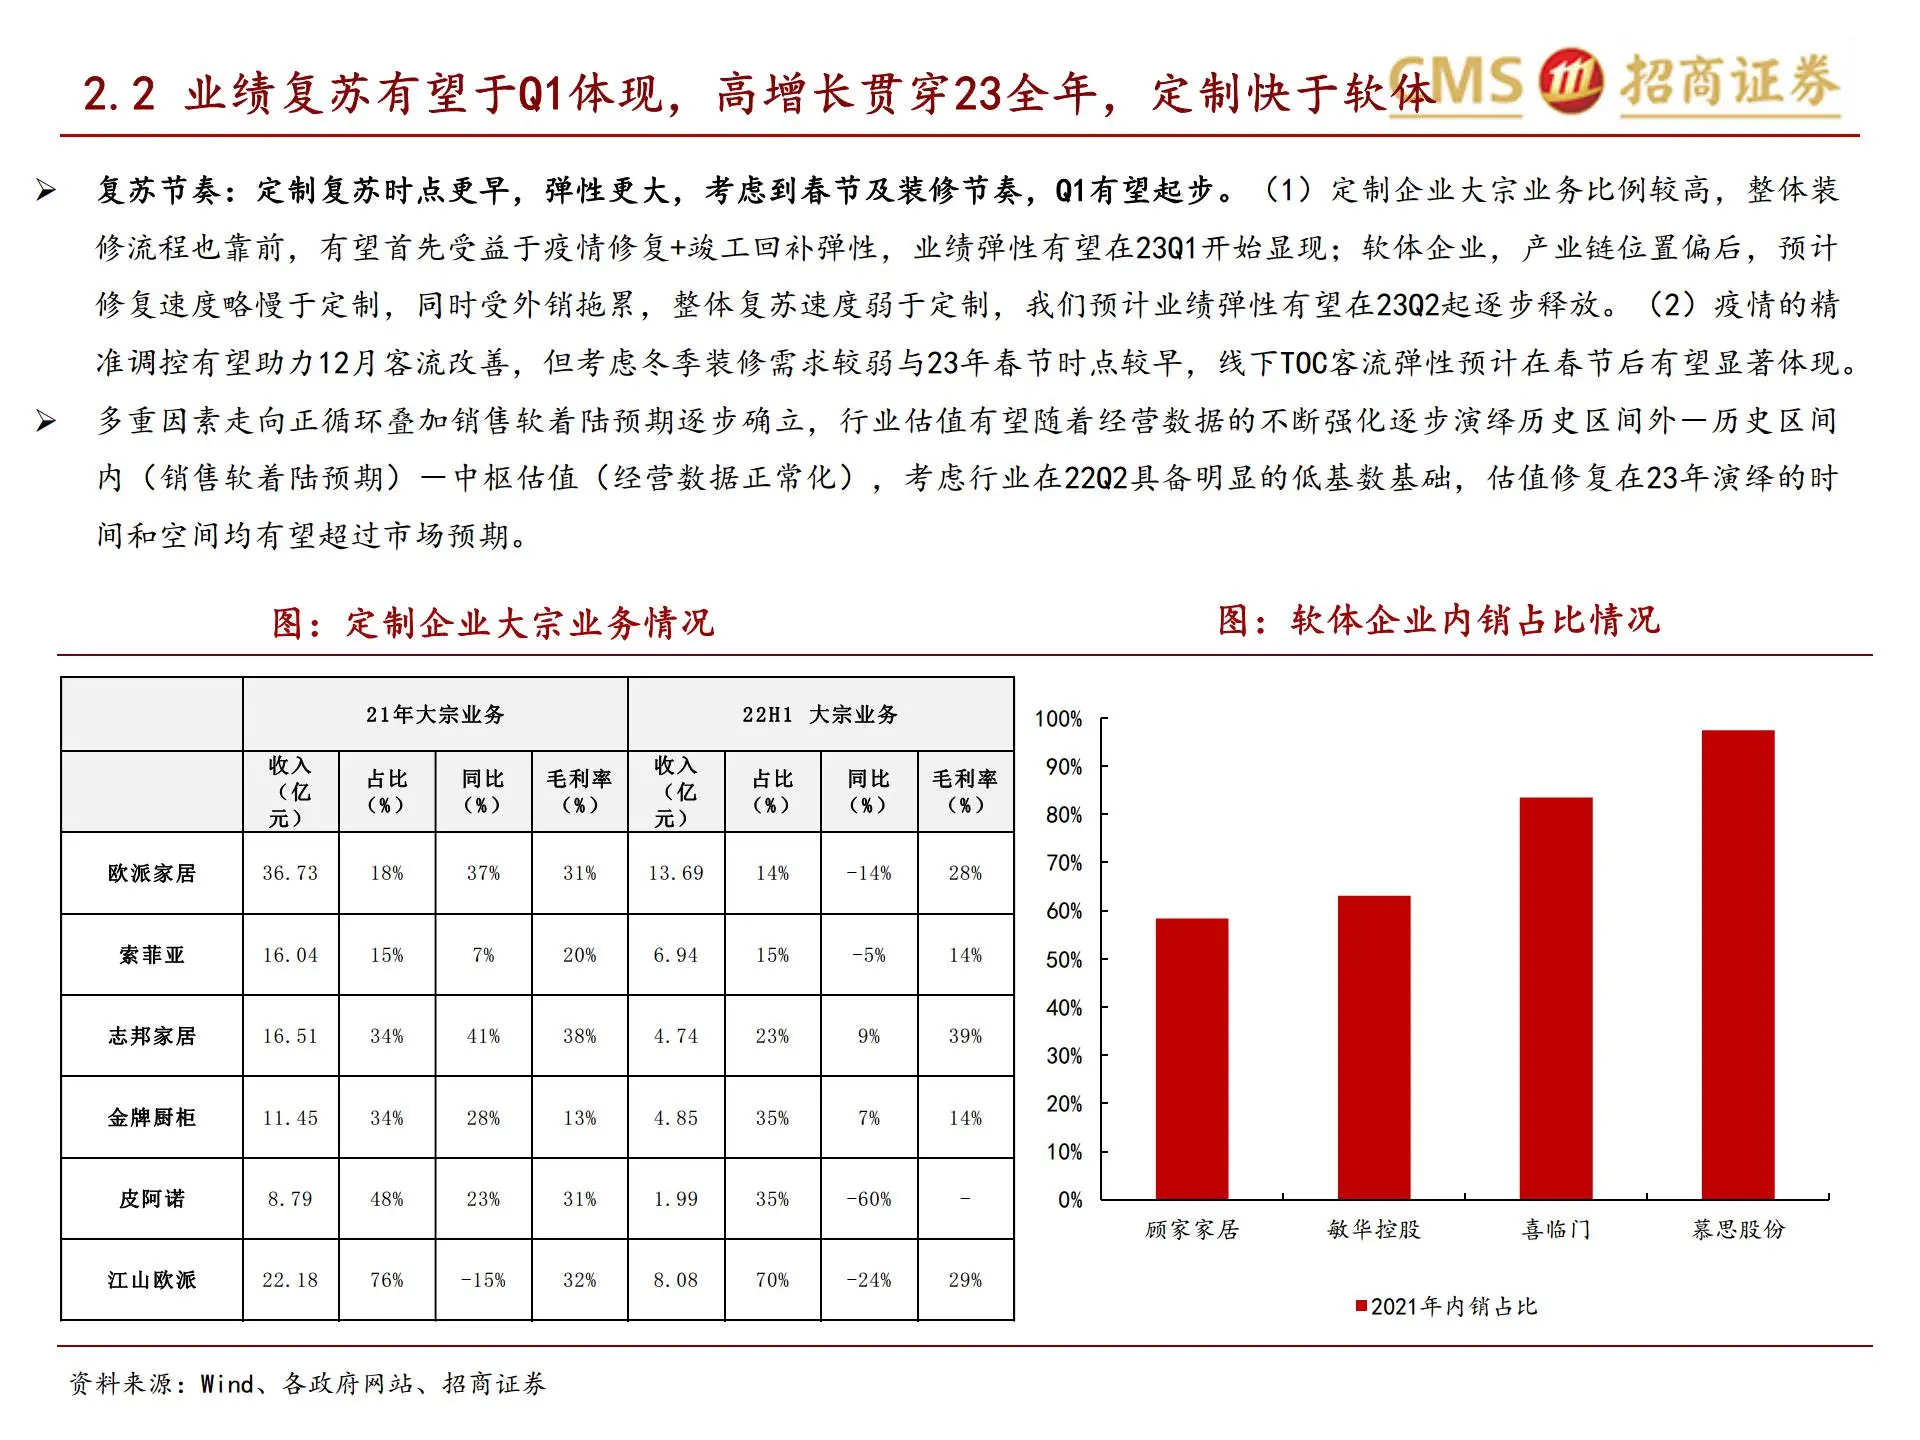 2.2 业绩复苏有望于Q1体现，高增长贯穿23全年，定制快于软体
CMS 招商证券
➢ 复苏节奏：定制复苏时点更早，弹性更大，考虑到春节及装修节奏，Q1有望起步。（1）定制企业大宗业务比例较高，整体装
修流程也靠前，有望首先受益于疫情修复+竣工回补弹性，业绩弹性有望在23Q1开始显现；软体企业，产业链位置偏后，预计
修复速度略慢于定制，同时受外销拖累，整体复苏速度弱于定制，我们预计业绩弹性有望在23Q2起逐步释放。（2）疫情的精
准调控有望助力12月客流改善，但考虑冬季装修需求较弱与23年春节时点较早，线下TOC客流弹性预计在春节后有望显著体现。
➢ 多重因素走向正循环叠加销售软着陆预期逐步确立，行业估值有望随着经营数据的不断强化逐步演绎历史区间外－历史区间
内（销售软着陆预期）－中枢估值（经营数据正常化），考虑行业在22Q2具备明显的低基数基础，估值修复在23年演绎的时
间和空间均有望超过市场预期。
图：定制企业大宗业务情况
21年大宗业务 22H1 大宗业务
收入（亿元） 占比（%） 同比（%） 毛利率（%） 收入（亿元） 占比（%） 同比（%） 毛利率（%）
欧派家居 36.73 18% 37% 31% 13.69 14% -14% 28%
索菲亚 16.04 15% 7% 20% 6.94 15% -5% 14%
志邦家居 16.51 34% 41% 38% 4.74 23% 9% 39%
金牌厨柜 11.45 34% 28% 13% 4.85 35% 7% 14%
皮阿诺 8.79 48% 23% 31% 1.99 35% -60% -
江山欧派 22.18 76% -15% 32% 8.08 70% -24% 29%
图：软体企业内销占比情况
100%
90%
80%
70%
60%
50%
40%
30%
20%
10%
0%
顾家家居 敏华控股 喜临门 慕思股份
2021年内销占比
资料来源：Wind、各政府网站、招商证券